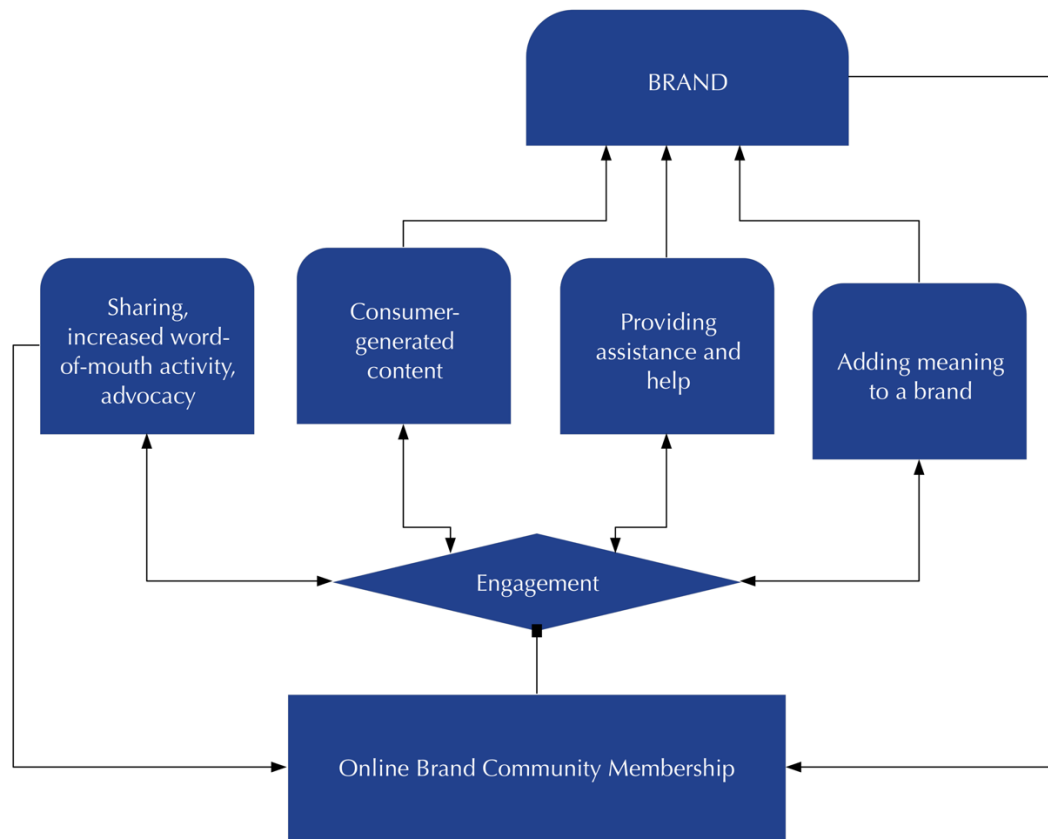 BRAND
Sharing,
increased word-
of-mouth activity,
advocacy
Consumer-
generated
content
Providing
assistance and
help
Adding meaning
to a brand
Engagement
Online Brand Community Membership